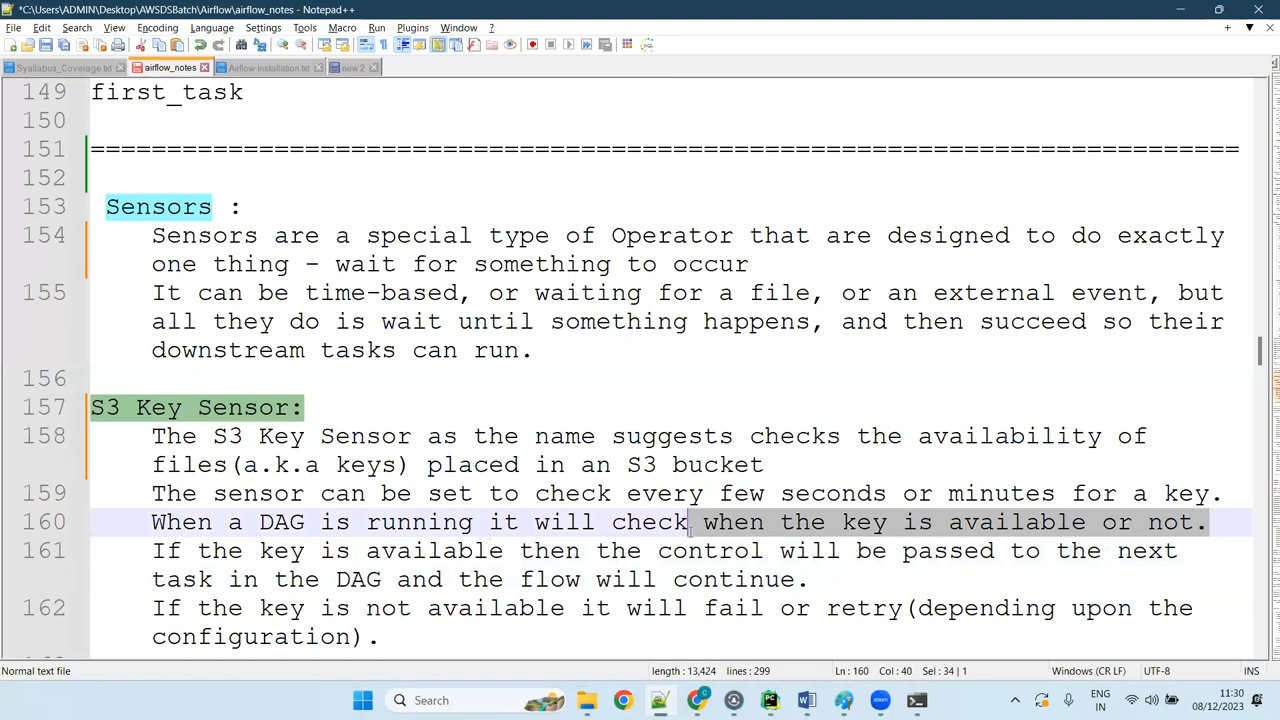 *C:\Users\ADMIN\Desktop\AWSDSBatch\Airflow\airflow_notes - Notepad++
File Edit Search View Encoding Language Settings Tools Macro Run Plugins Window ?
Syallabus_Coverage.txt airflow_notes Airflow-installation.txt new 2
149 first_task
150
151 ===========================================================================
152
153 Sensors :
154 Sensors are a special type of Operator that are designed to do exactly
one thing - wait for something to occur
155 It can be time-based, or waiting for a file, or an external event, but
all they do is wait until something happens, and then succeed so their
downstream tasks can run.
156
157 S3 Key Sensor:
158 The S3 Key Sensor as the name suggests checks the availability of
files(a.k.a keys) placed in an S3 bucket
159 The sensor can be set to check every few seconds or minutes for a key.
160 When a DAG is running it will check when the key is available or not.
161 If the key is available then the control will be passed to the next
task in the DAG and the flow will continue.
162 If the key is not available it will fail or retry(depending upon the
configuration).
Normal text file length : 13,424 lines : 299 Ln : 160 Col : 40 Sel : 34 | 1 Windows (CR LF) UTF-8 INS
Search ENG 11:30
IN 08/12/2023